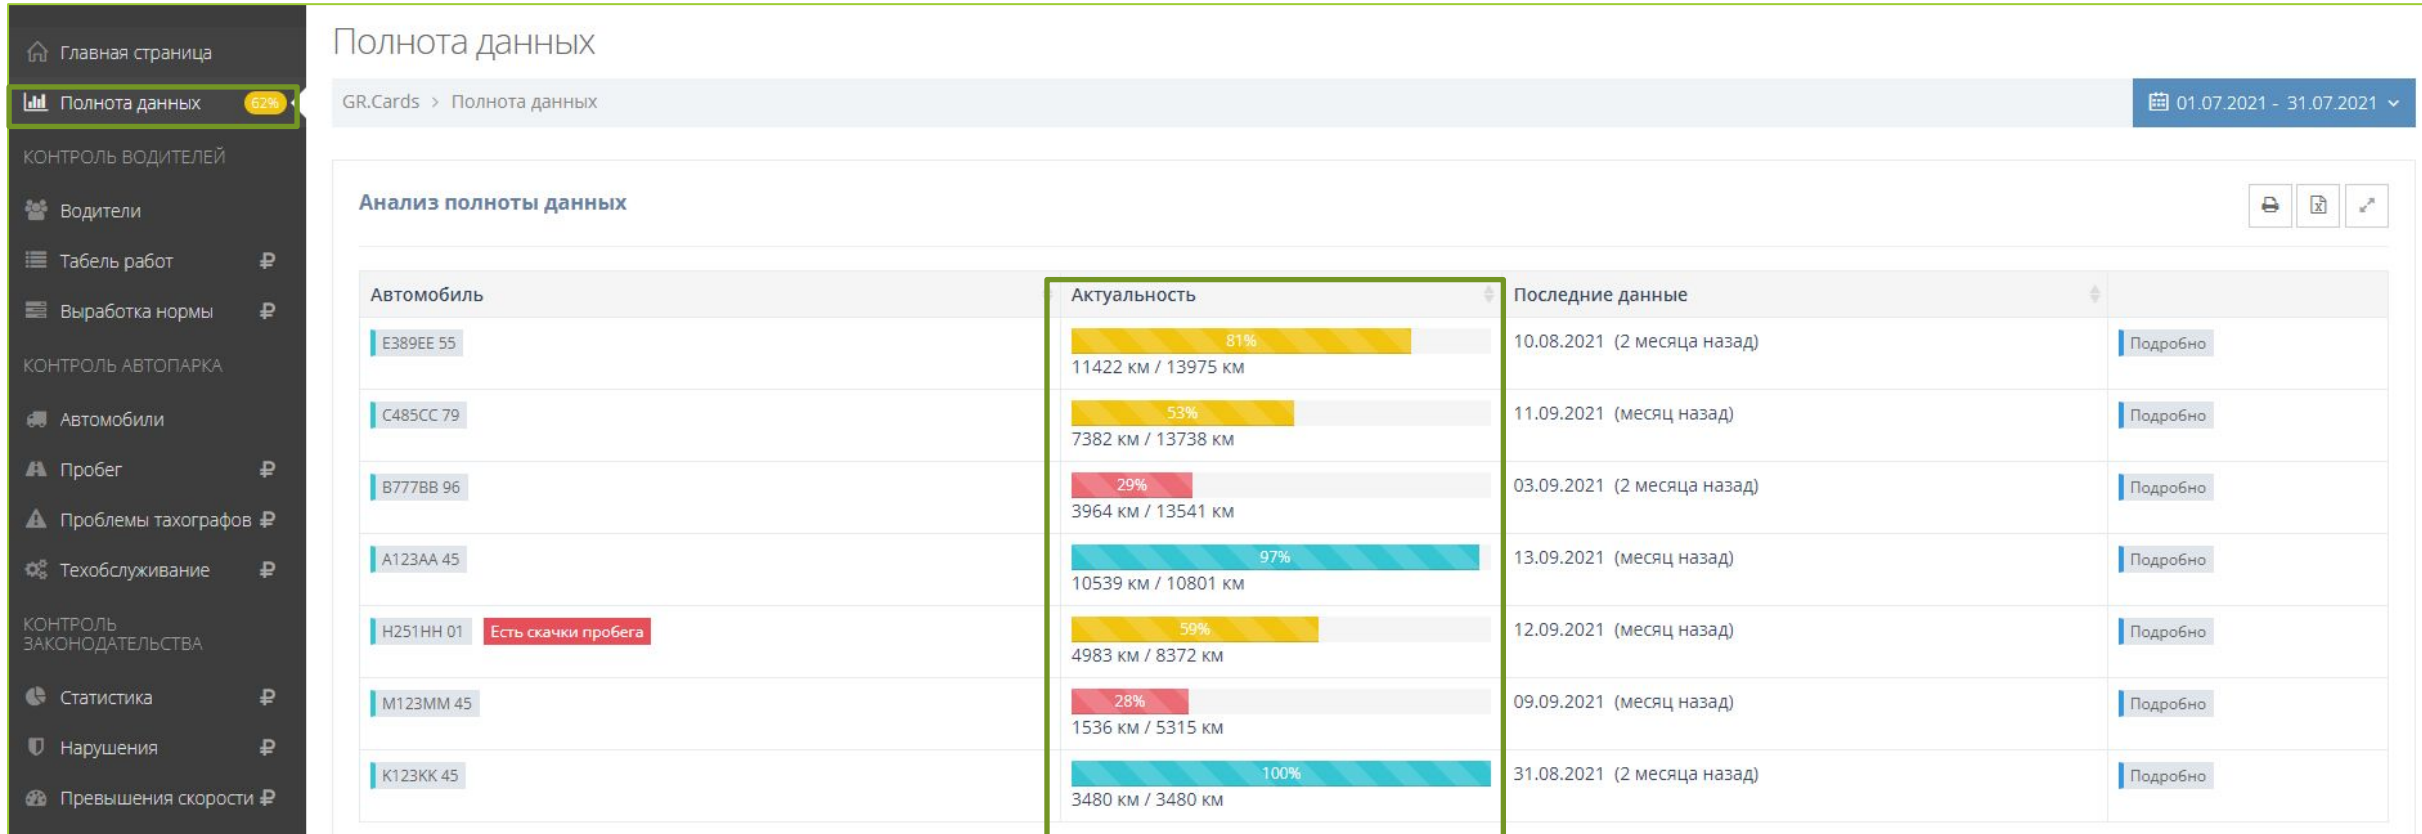 Главная страница
Полнота данных 62%
КОНТРОЛЬ ВОДИТЕЛЕЙ
Водители
Табель работ ₽
Выработка нормы ₽
КОНТРОЛЬ АВТОПАРКА
Автомобили
Пробег ₽
Проблемы тахографов ₽
Техобслуживание ₽
КОНТРОЛЬ
ЗАКОНОДАТЕЛЬСТВА
Статистика ₽
Нарушения ₽
Превышения скорости ₽
Полнота данных
GR.Cards > Полнота данных
01.07.2021 - 31.07.2021
Анализ полноты данных
Автомобиль Актуальность Последние данные
E389EE 55 81% 10.08.2021 (2 месяца назад) Подробно
11422 км / 13975 км
C485CC 79 53% 11.09.2021 (месяц назад) Подробно
7382 км / 13738 км
B777BB 96 29% 03.09.2021 (2 месяца назад) Подробно
3964 км / 13541 км
A123AA 45 97% 13.09.2021 (месяц назад) Подробно
10539 км / 10801 км
H251HH 01 Есть скачки пробега 59% 12.09.2021 (месяц назад) Подробно
4983 км / 8372 км
M123MM 45 28% 09.09.2021 (месяц назад) Подробно
1536 км / 5315 км
K123KK 45 100% 31.08.2021 (2 месяца назад) Подробно
3480 км / 3480 км